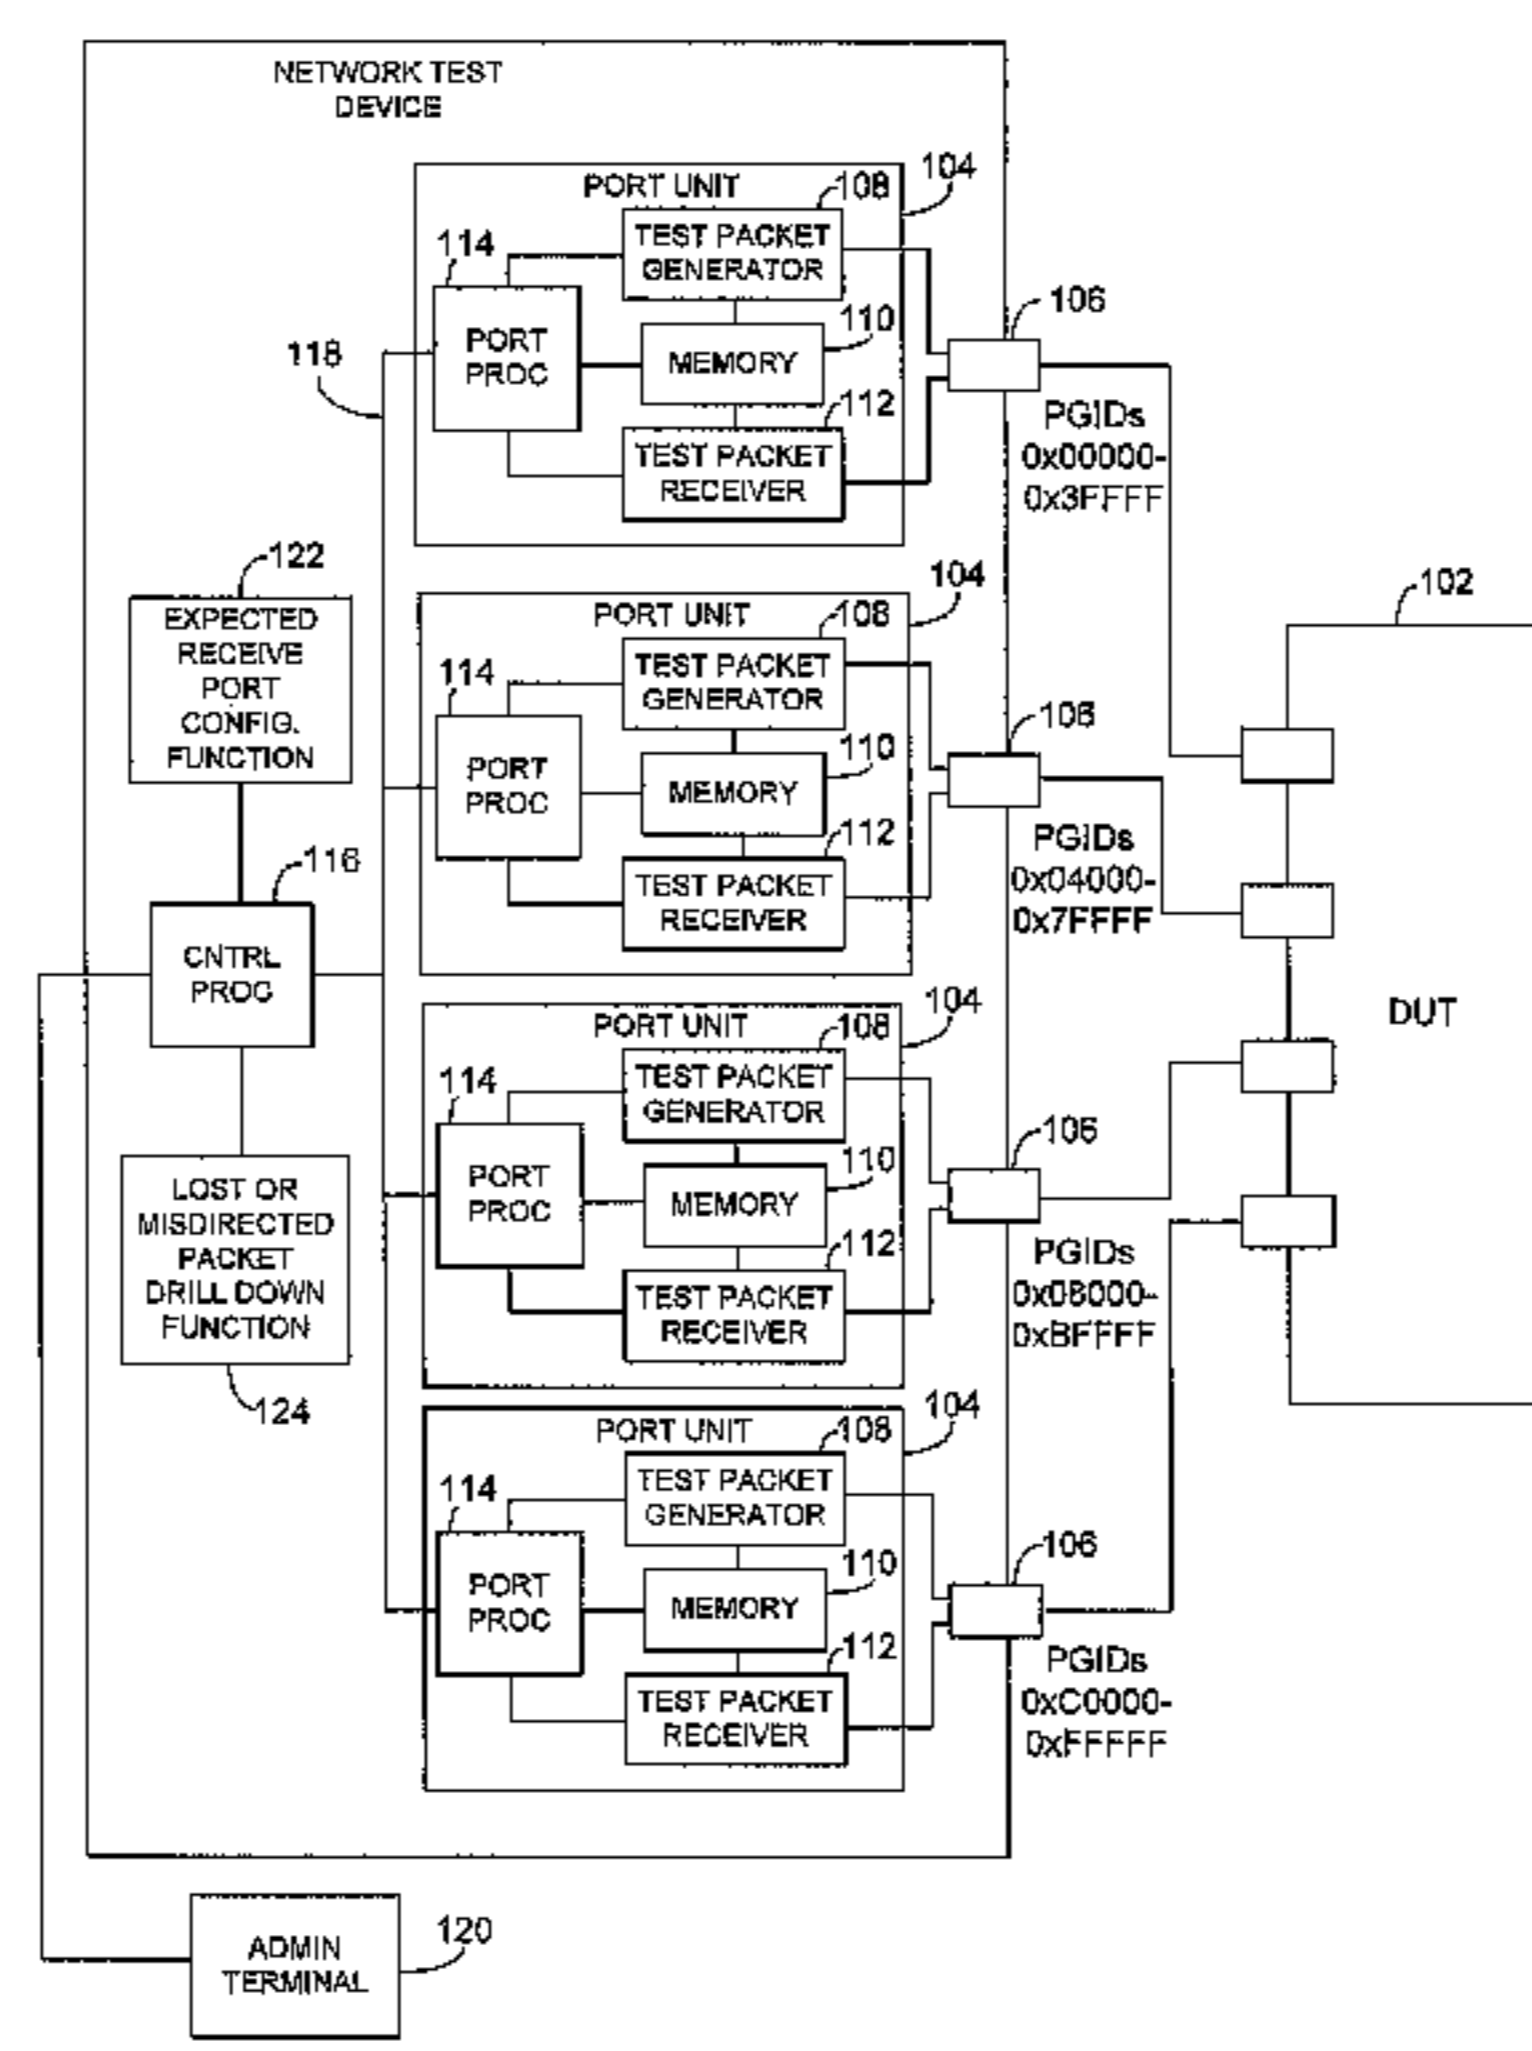 NETWORK TEST
DEVICE
104
PORT UNIT
108
TEST PACKET
GENERATOR
114
PORT
PROC
110
MEMORY
112
TEST PACKET
RECEIVER
106
118
PGIDs
0x00000-
0x3FFFF
122
EXPECTED
RECEIVE
PORT
CONFIG.
FUNCTION
104
PORT UNIT
108
TEST PACKET
GENERATOR
114
PORT
PROC
110
MEMORY
112
TEST PACKET
RECEIVER
106
PGIDs
0x04000-
0x7FFFF
102
DUT
116
CNTRL
PROC
104
PORT UNIT
108
TEST PACKET
GENERATOR
114
PORT
PROC
110
MEMORY
112
TEST PACKET
RECEIVER
106
PGIDs
0x08000-
0xBFFFF
LOST OR
MISDIRECTED
PACKET
DRILL DOWN
FUNCTION
124
104
PORT UNIT
108
TEST PACKET
GENERATOR
114
PORT
PROC
110
MEMORY
112
TEST PACKET
RECEIVER
106
PGIDs
0xC0000-
0xFFFFF
ADMIN
TERMINAL
120